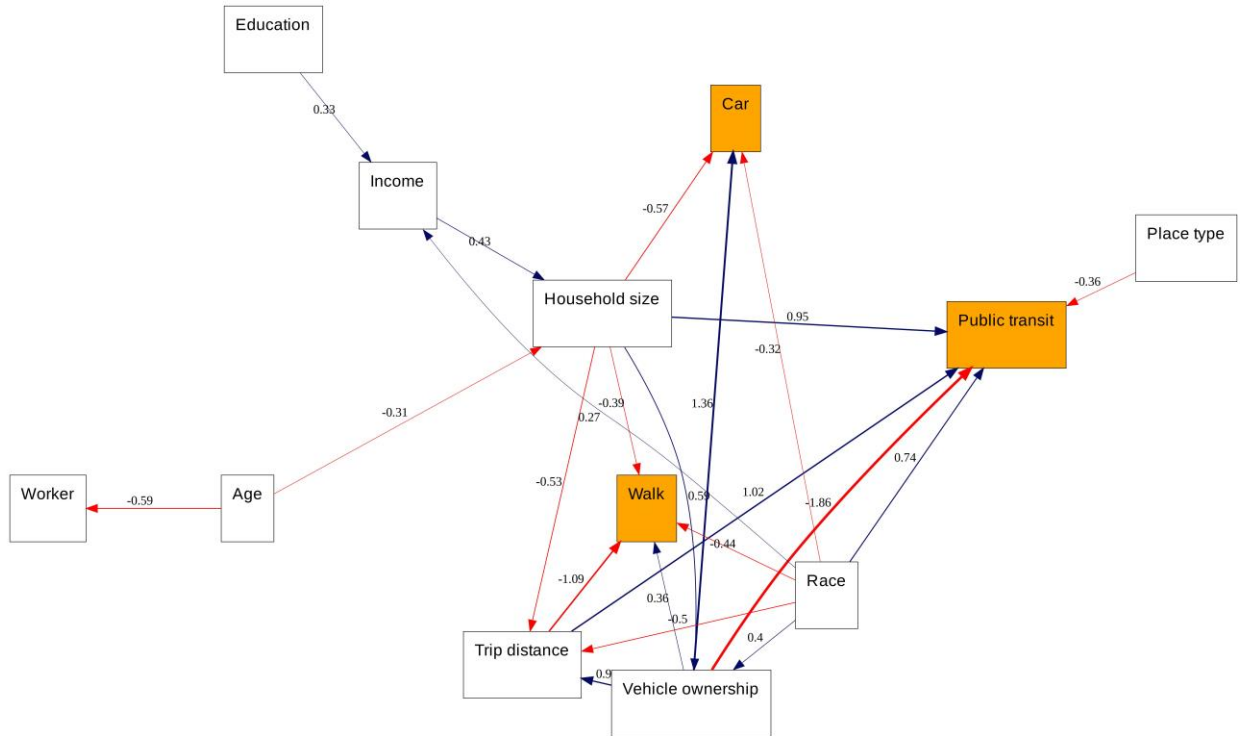 Education
Car
0.33
Income
-0.57
0.43
Place type
-0.36
Household size
0.95
Public transit
-0.32
-0.31
-0.39
0.27
1.36
0.74
-0.53
Worker
-0.59
Age
Walk
0.59
1.02
-1.86
-0.44
-1.09
0.36
Race
-0.5
0.4
Trip distance
0.9
Vehicle ownership